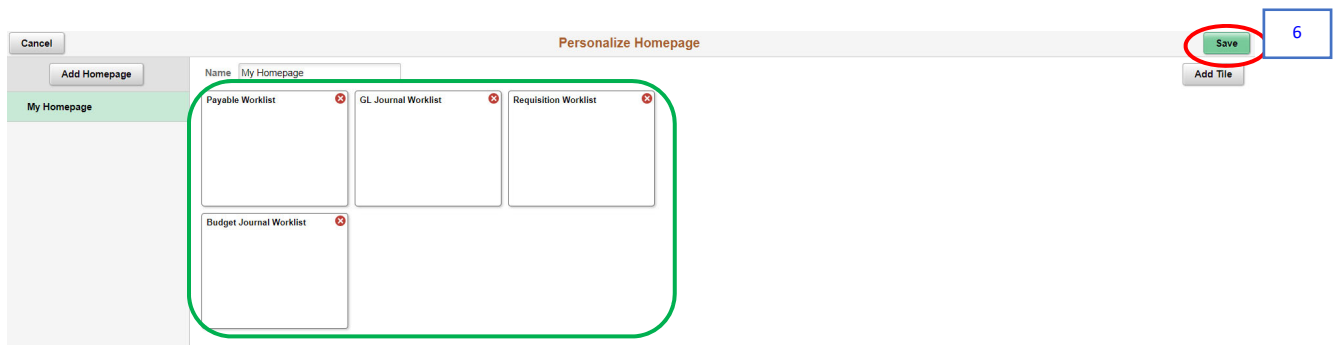 6
Cancel Personalize Homepage Save
Add Homepage Name My Homepage Add Tile
My Homepage Payable Worklist GL Journal Worklist Requisition Worklist
Budget Journal Worklist